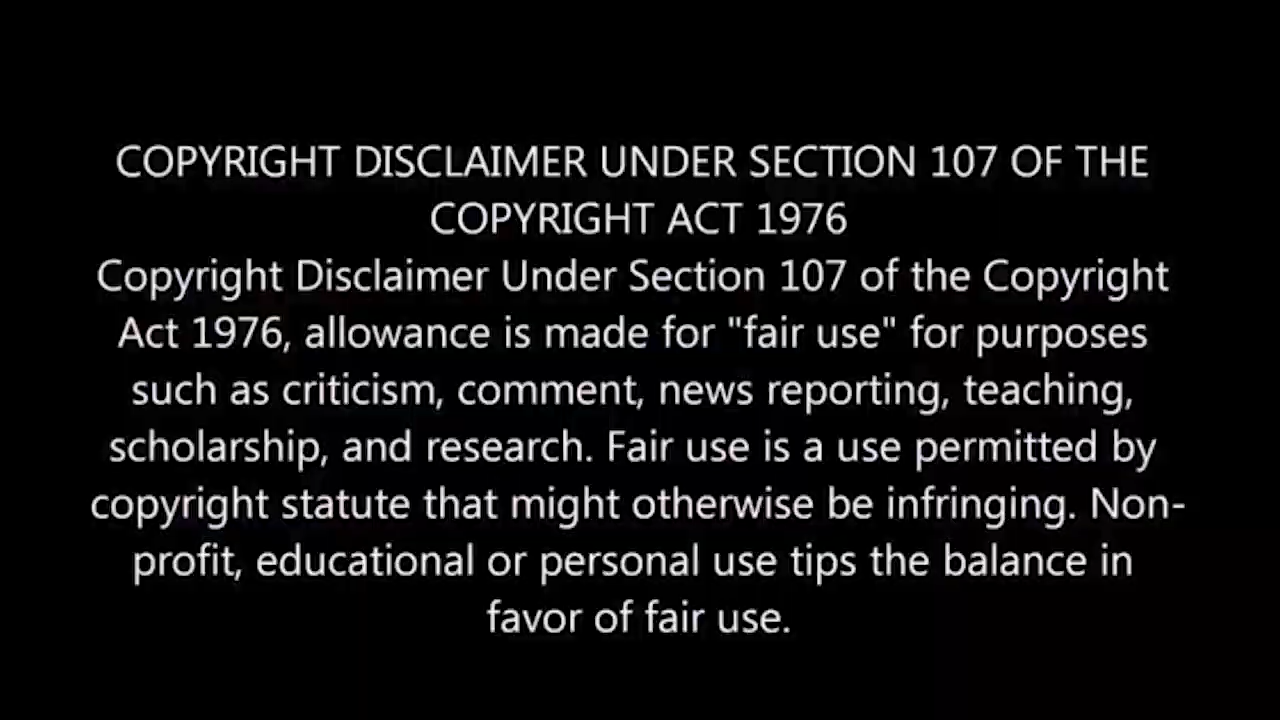 COPYRIGHT DISCLAIMER UNDER SECTION 107 OF THE
COPYRIGHT ACT 1976
Copyright Disclaimer Under Section 107 of the Copyright
Act 1976, allowance is made for "fair use" for purposes
such as criticism, comment, news reporting, teaching,
scholarship, and research. Fair use is a use permitted by
copyright statute that might otherwise be infringing. Non-
profit, educational or personal use tips the balance in
favor of fair use.